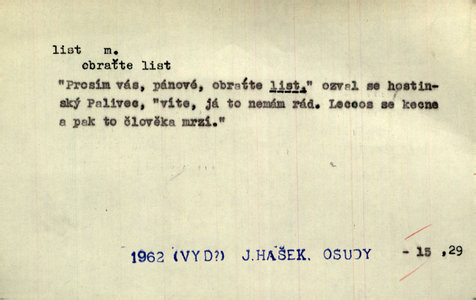 list m.
obraťte list
"Prosím vás, pánové, obraťte list," ozval se hostin-
ský Palivec, "víte, já to nemám rád. Leccos se kecne
a pak to člověka mrzí."
1962 (VYD?) J.HAŠEK. OSUDY - 15 , 29